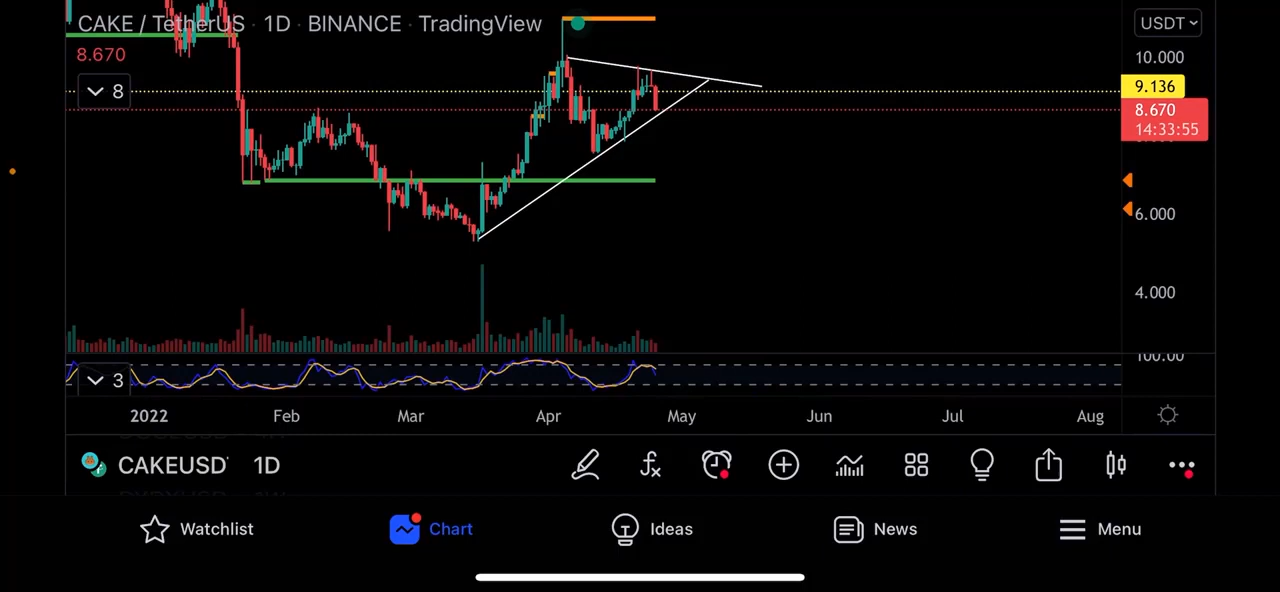 CAKE / TetherUS · 1D · BINANCE · TradingView
USDT
8.670
10.000
8
9.136
8.670
14:33:55
6.000
4.000
100.00
3
2022 Feb Mar Apr May Jun Jul Aug
CAKEUSD 1D
Watchlist Chart Ideas News Menu